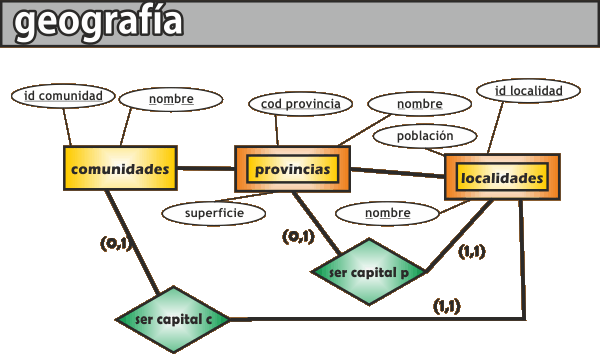 geografía
id comunidad
nombre
cod provincia
nombre
id localidad
población
comunidades
provincias
localidades
superficie
nombre
(0,1)
(0,1)
ser capital p
(1,1)
ser capital c
(1,1)